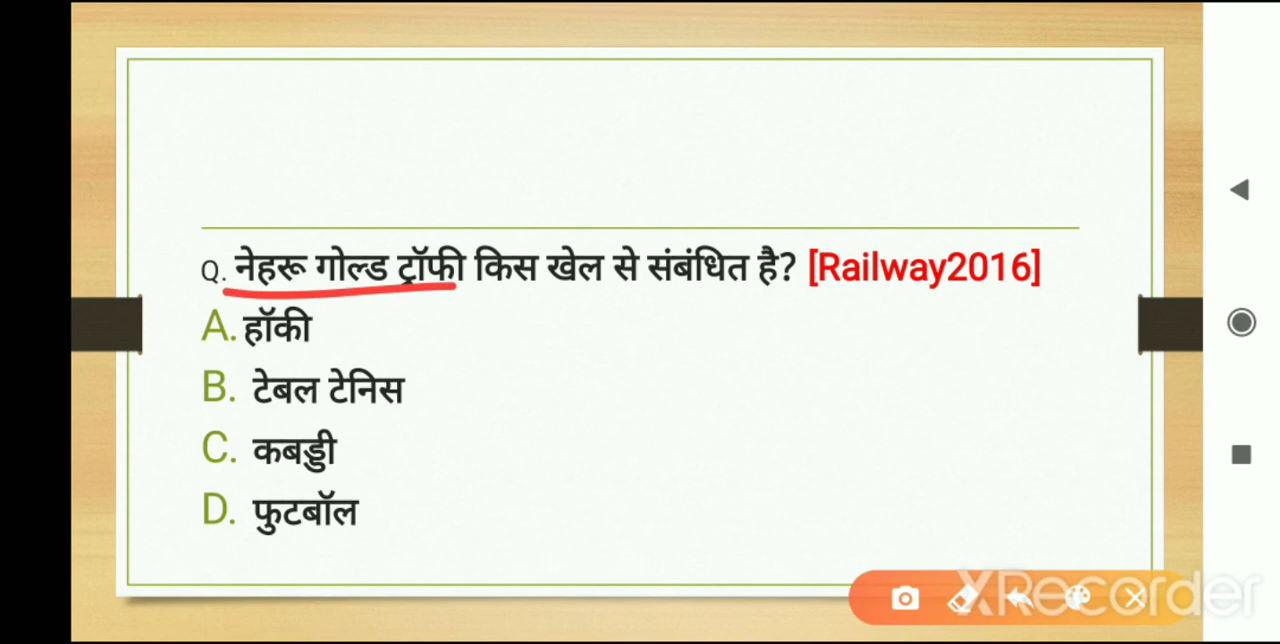 Q. नेहरू गोल्ड ट्रॉफी किस खेल से संबंधित है? [Railway2016]
A. हॉकी
B. टेबल टेनिस
C. कबड्डी
D. फुटबॉल
XRecorder